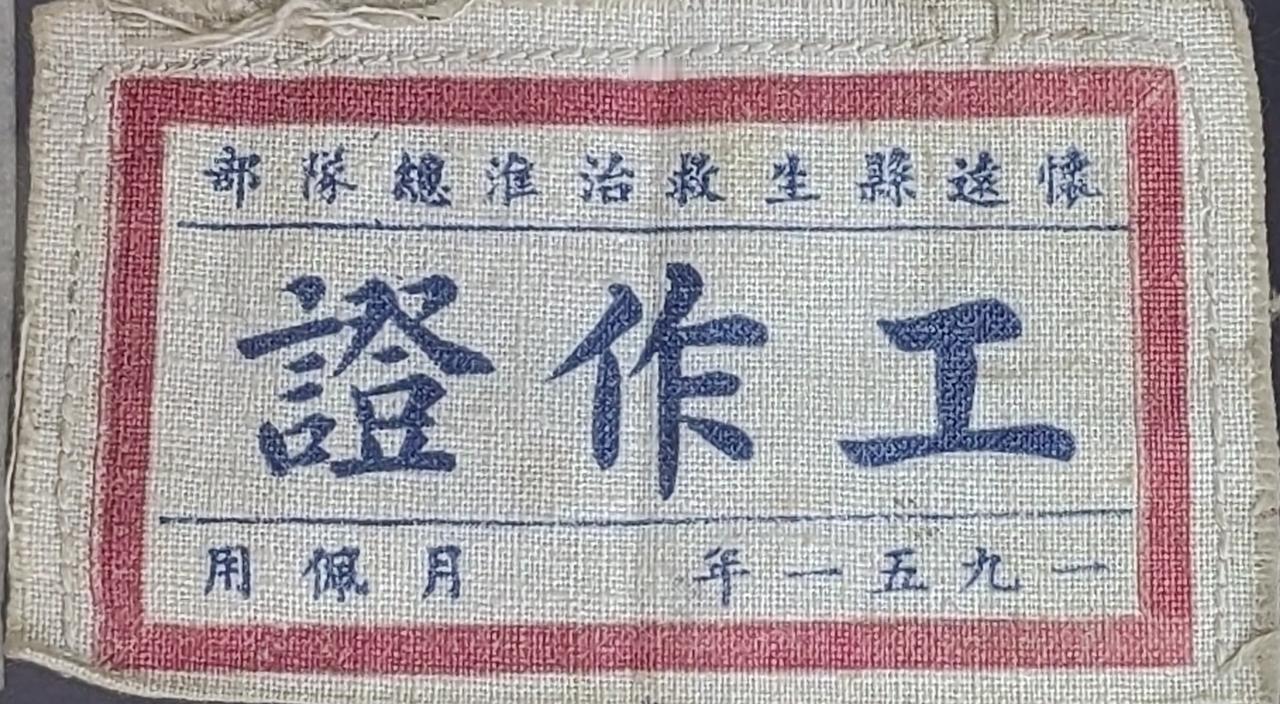 懷遠縣生救治淮總隊部
工作證
一九五一年 月佩用